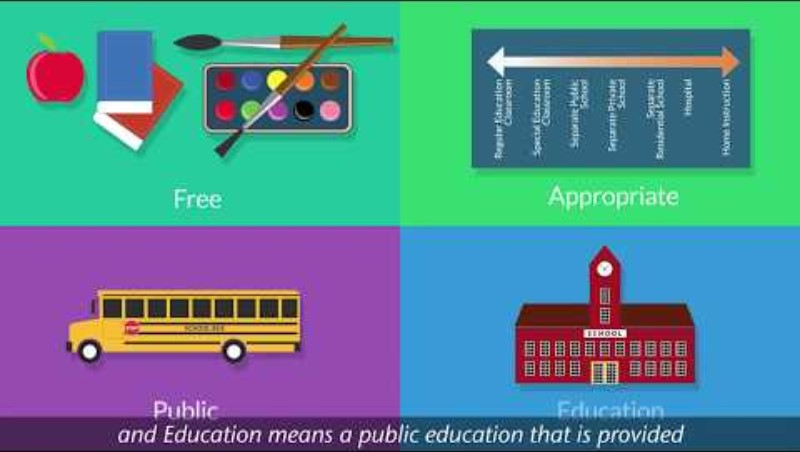 Free
Regular Education
Classroom
Special Education
Classroom
Separate Public
School
Separate Private
School
Separate
Residential School
Hospital
Home Instruction
Appropriate
STOP
SCHOOL BUS
Public
SCHOOL
Education
and Education means a public education that is provided